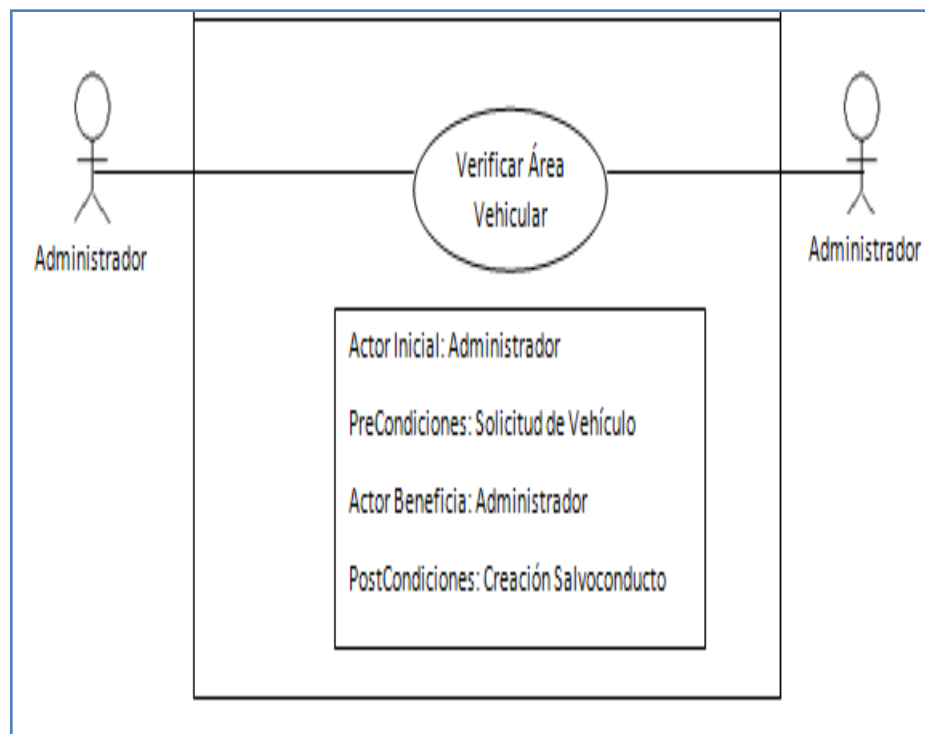 Verificar Área
Vehicular
Administrador
Administrador
Actor Inicial: Administrador
PreCondiciones: Solicitud de Vehículo
Actor Beneficia: Administrador
PostCondiciones: Creación Salvoconducto